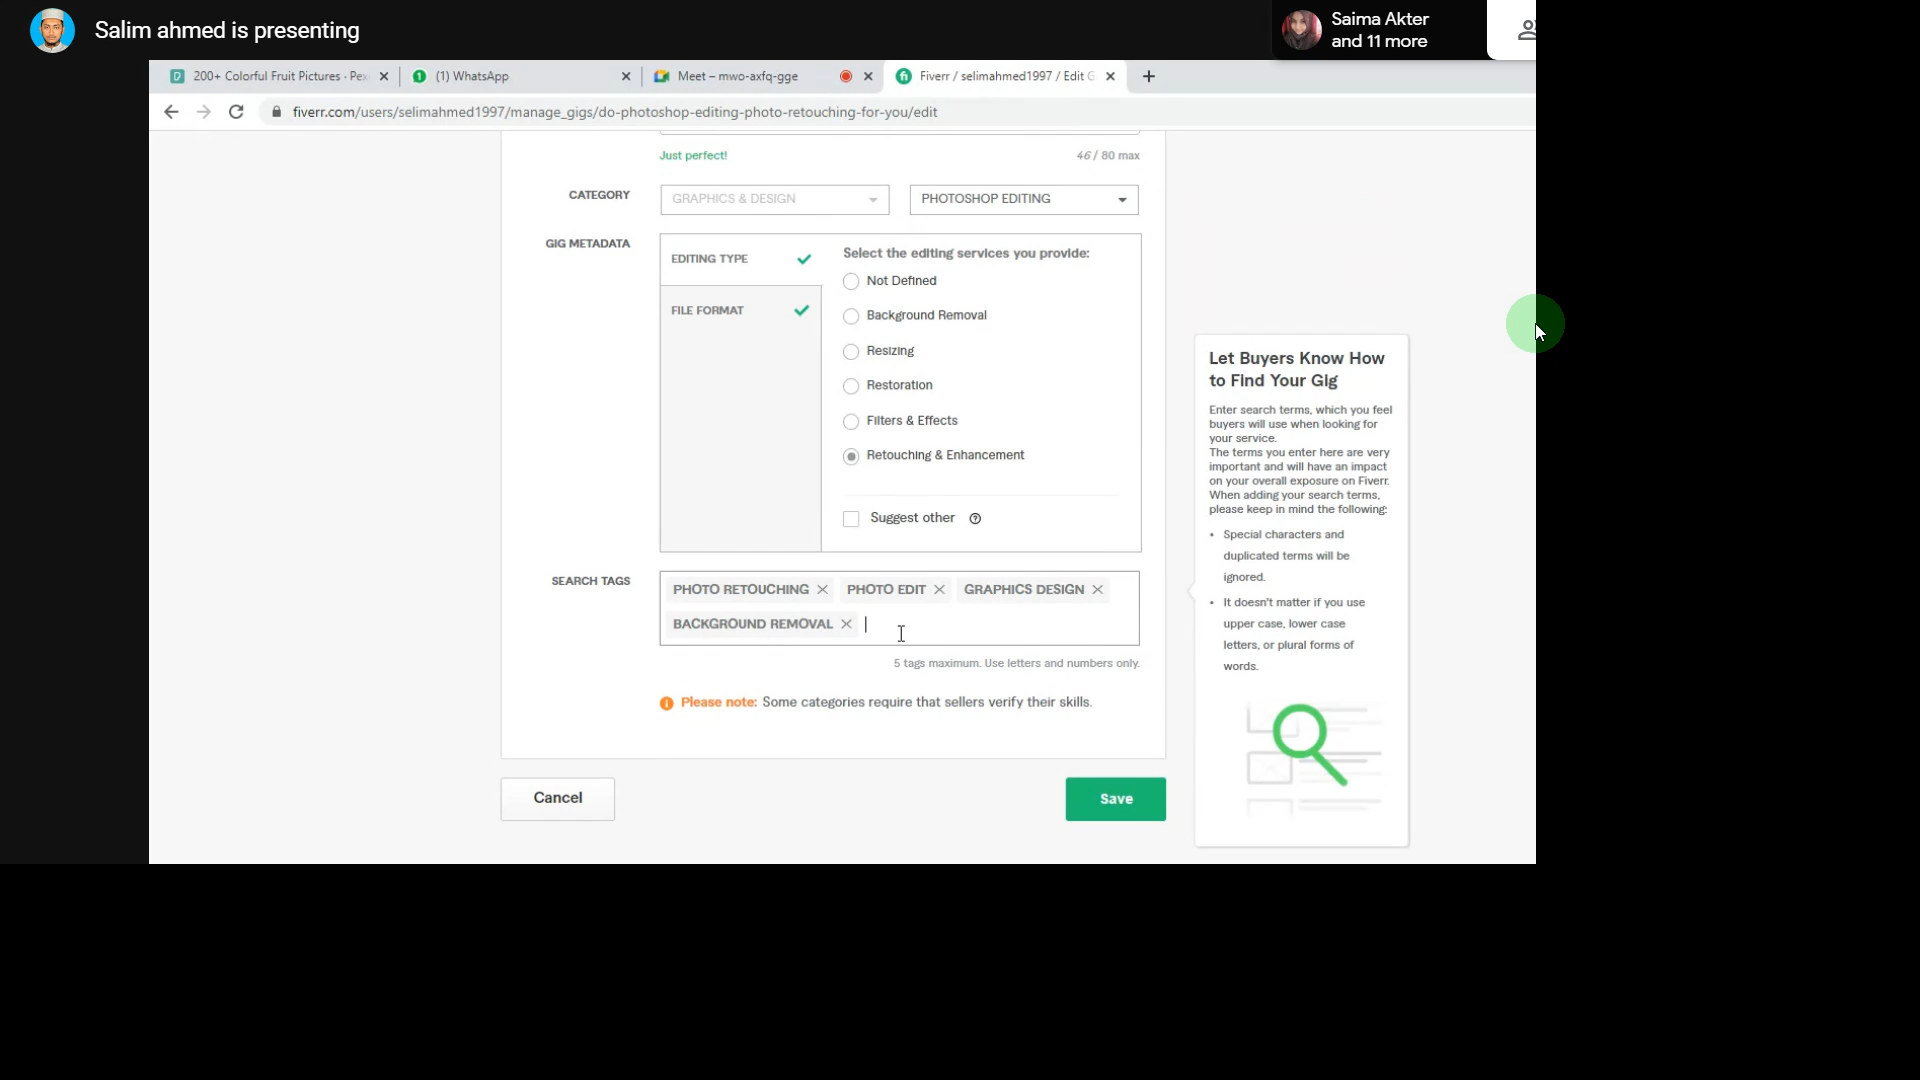 Salim ahmed is presenting
Saima Akter
and 11 more
200+ Colorful Fruit Pictures · Pex
(1) WhatsApp
Meet – mwo-axfq-gge
Fiverr / selimahmed1997 / Edit G
fiverr.com/users/selimahmed1997/manage_gigs/do-photoshop-editing-photo-retouching-for-you/edit
Just perfect!
46 / 80 max
CATEGORY
GRAPHICS & DESIGN
PHOTOSHOP EDITING
GIG METADATA
EDITING TYPE
FILE FORMAT
Select the editing services you provide:
Not Defined
Background Removal
Resizing
Restoration
Filters & Effects
Retouching & Enhancement
Suggest other
SEARCH TAGS
PHOTO RETOUCHING
PHOTO EDIT
GRAPHICS DESIGN
BACKGROUND REMOVAL
5 tags maximum. Use letters and numbers only.
Please note: Some categories require that sellers verify their skills.
Cancel
Save
Let Buyers Know How
to Find Your Gig
Enter search terms, which you feel
buyers will use when looking for
your service.
The terms you enter here are very
important and will have an impact
on your overall exposure on Fiverr.
When adding your search terms,
please keep in mind the following:
• Special characters and
duplicated terms will be
ignored.
• It doesn't matter if you use
upper case, lower case
letters, or plural forms of
words.